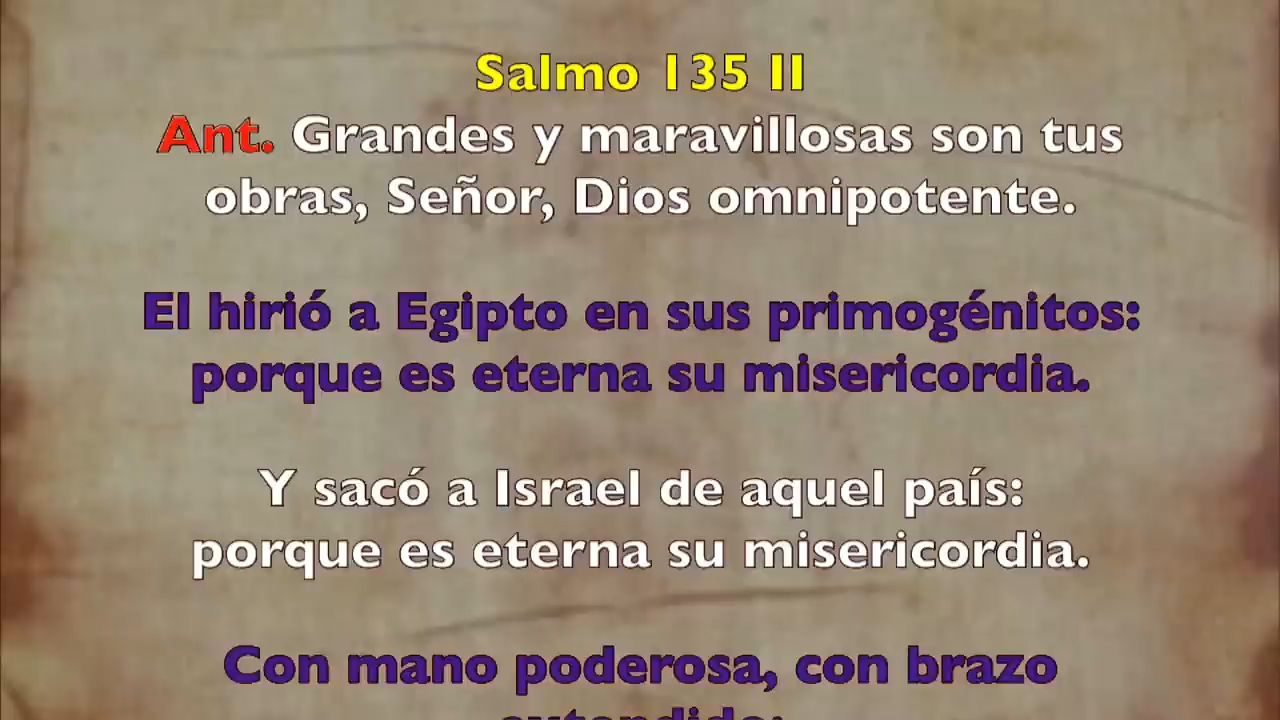 Salmo 135 II
Ant. Grandes y maravillosas son tus
obras, Señor, Dios omnipotente.
El hirió a Egipto en sus primogénitos:
porque es eterna su misericordia.
Y sacó a Israel de aquel país:
porque es eterna su misericordia.
Con mano poderosa, con brazo
extendido: